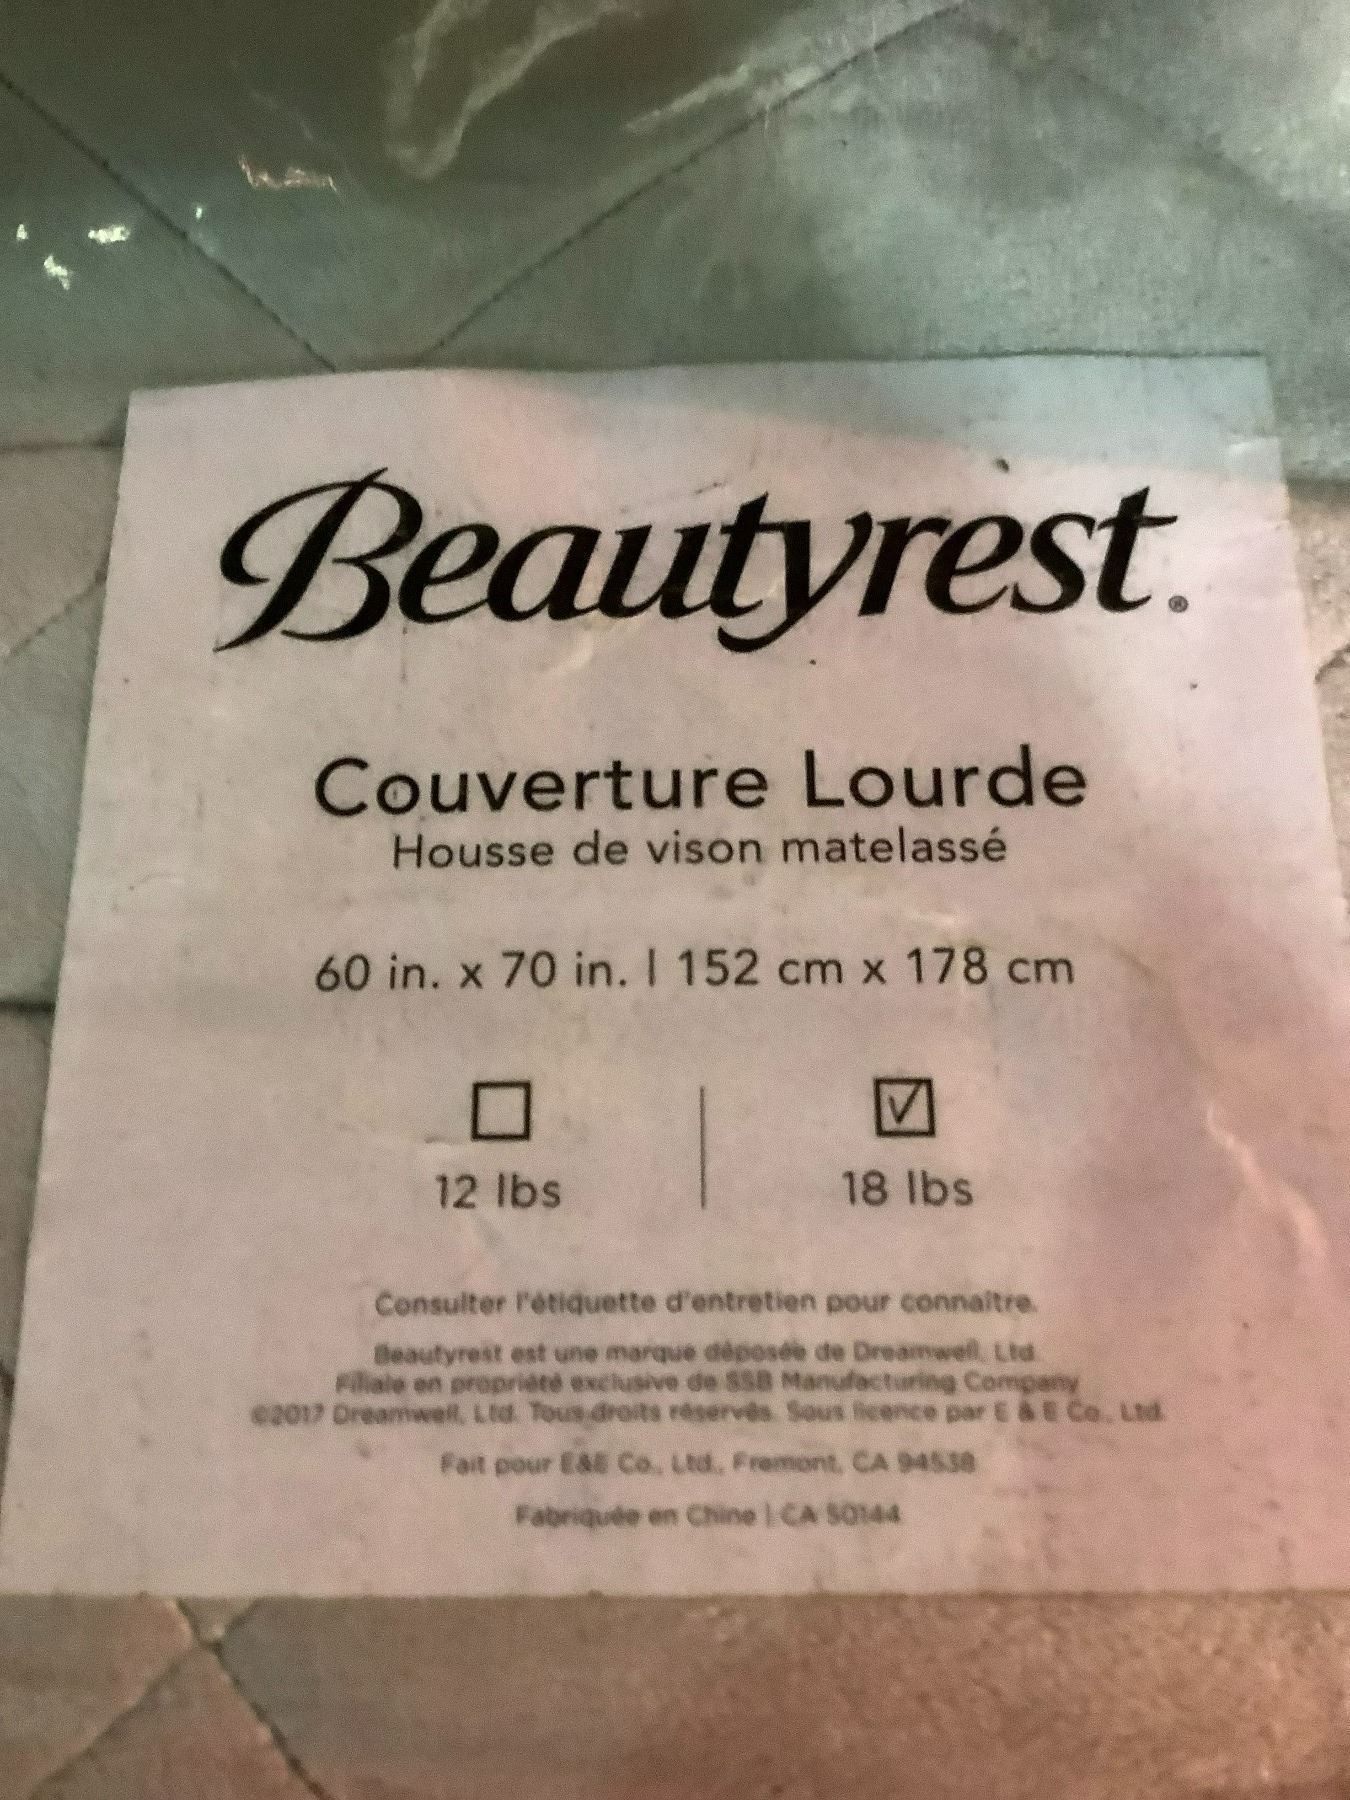 Beautyrest®
Couverture Lourde
Housse de vison matelassé
60 in. x 70 in. | 152 cm x 178 cm
☐ ☑
12 lbs 18 lbs
Consulter l'étiquette d'entretien pour connaître.
Beautyrest est une marque déposée de Dreamwell, Ltd.
Filiale en propriété exclusive de SSB Manufacturing Company
©2017 Dreamwell, Ltd. Tous droits réservés. Sous licence par E & E Co., Ltd.
Fait pour E&E Co., Ltd., Fremont, CA 94538
Fabriquée en Chine | CA 50144